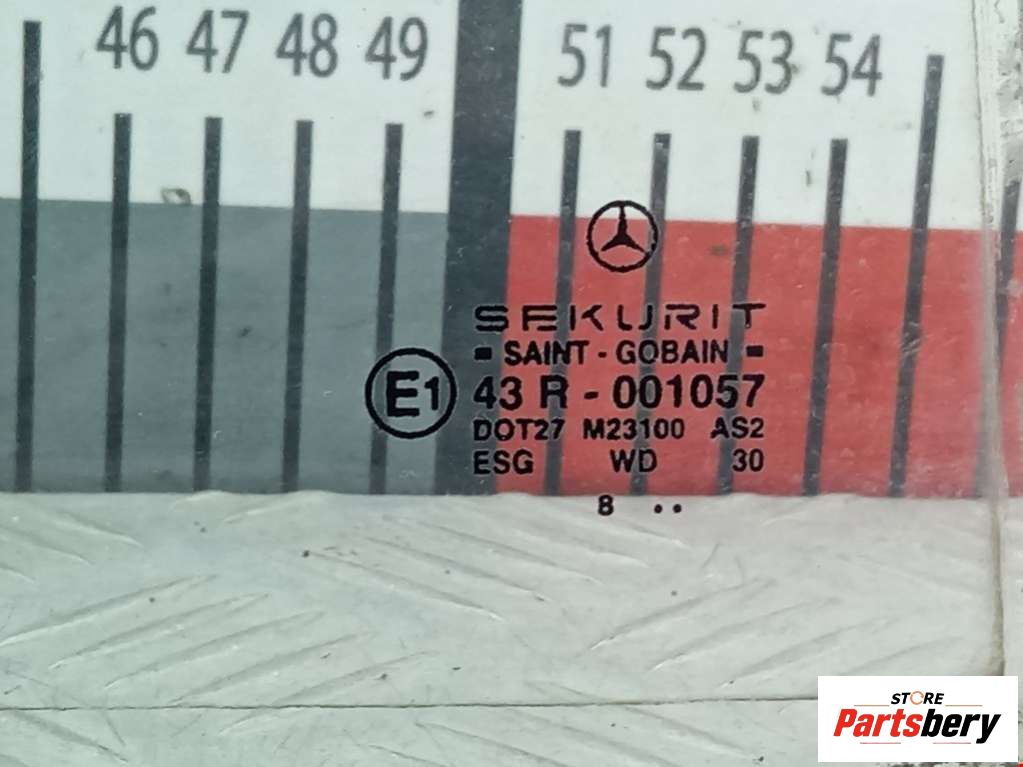 46 47 48 49 51 52 53 54
SEKURIT
SAINT - GOBAIN
E1 43 R - 001057
DOT27 M23100 AS2
ESG WD 30
8 ..
STORE
Partsbery